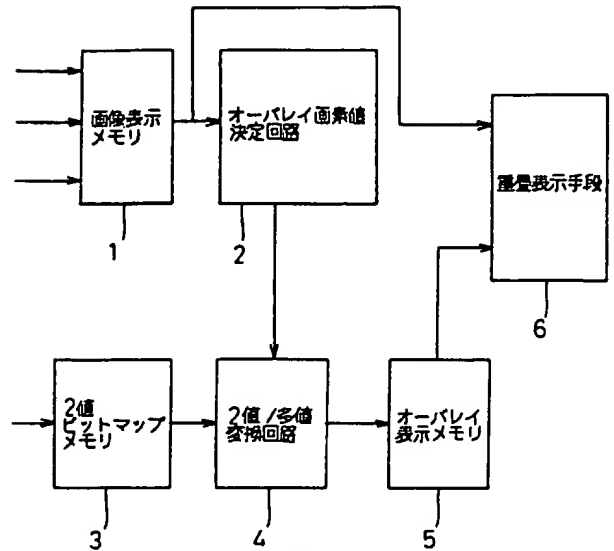 画像表示
メモリ
1
オーバレイ画素値
決定回路
2
重畳表示手段
6
2値
ビットマップ
メモリ
3
2値/多値
変換回路
4
オーバレイ
表示メモリ
5